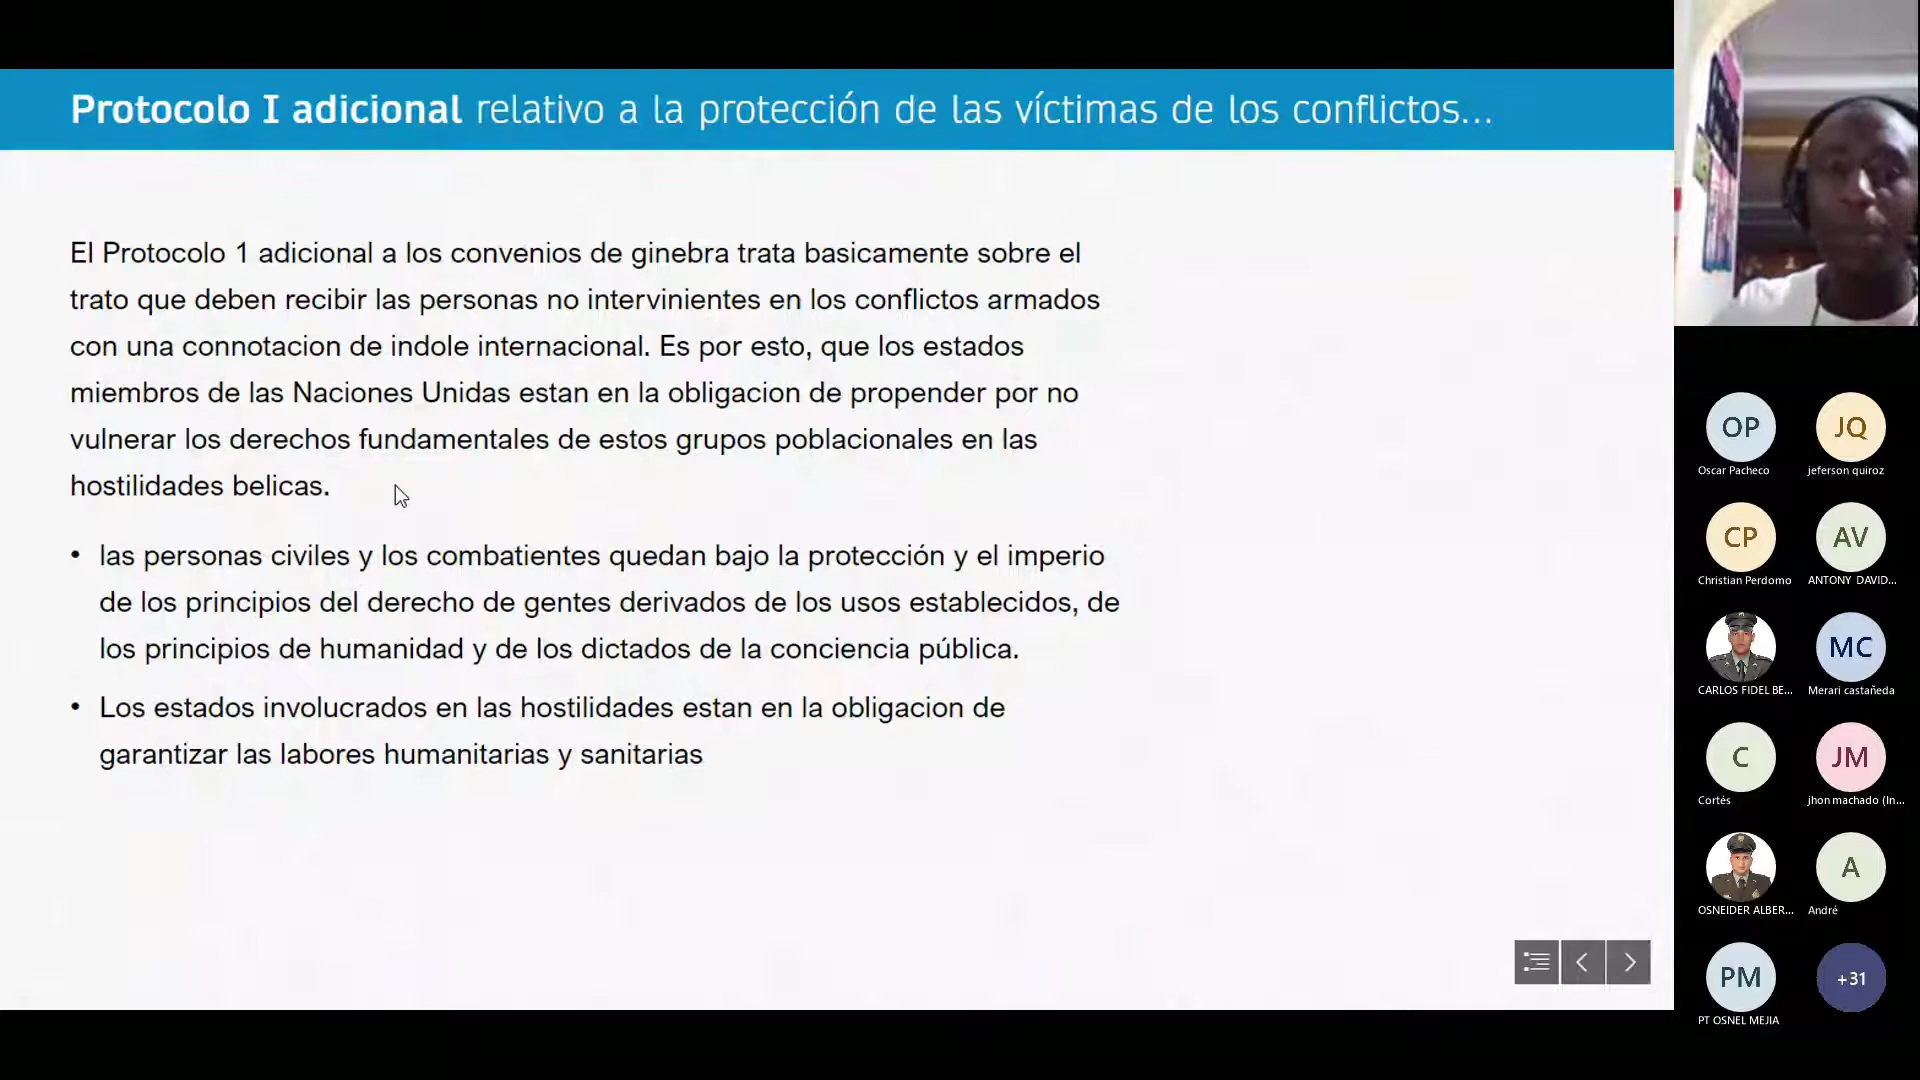 Protocolo I adicional relativo a la protección de las víctimas de los conflictos...
El Protocolo 1 adicional a los convenios de ginebra trata basicamente sobre el
trato que deben recibir las personas no intervinientes en los conflictos armados
con una connotacion de indole internacional. Es por esto, que los estados
miembros de las Naciones Unidas estan en la obligacion de propender por no
vulnerar los derechos fundamentales de estos grupos poblacionales en las
hostilidades belicas.
• las personas civiles y los combatientes quedan bajo la protección y el imperio
de los principios del derecho de gentes derivados de los usos establecidos, de
los principios de humanidad y de los dictados de la conciencia pública.
• Los estados involucrados en las hostilidades estan en la obligacion de
garantizar las labores humanitarias y sanitarias
OP
JQ
Oscar Pacheco
jeferson quiroz
CP
AV
Christian Perdomo
ANTONY DAVID...
MC
CARLOS FIDEL BE...
Merari castañeda
C
JM
Cortés
jhon machado (In...
A
OSNEIDER ALBER...
André
PM
+31
PT OSNEL MEJIA